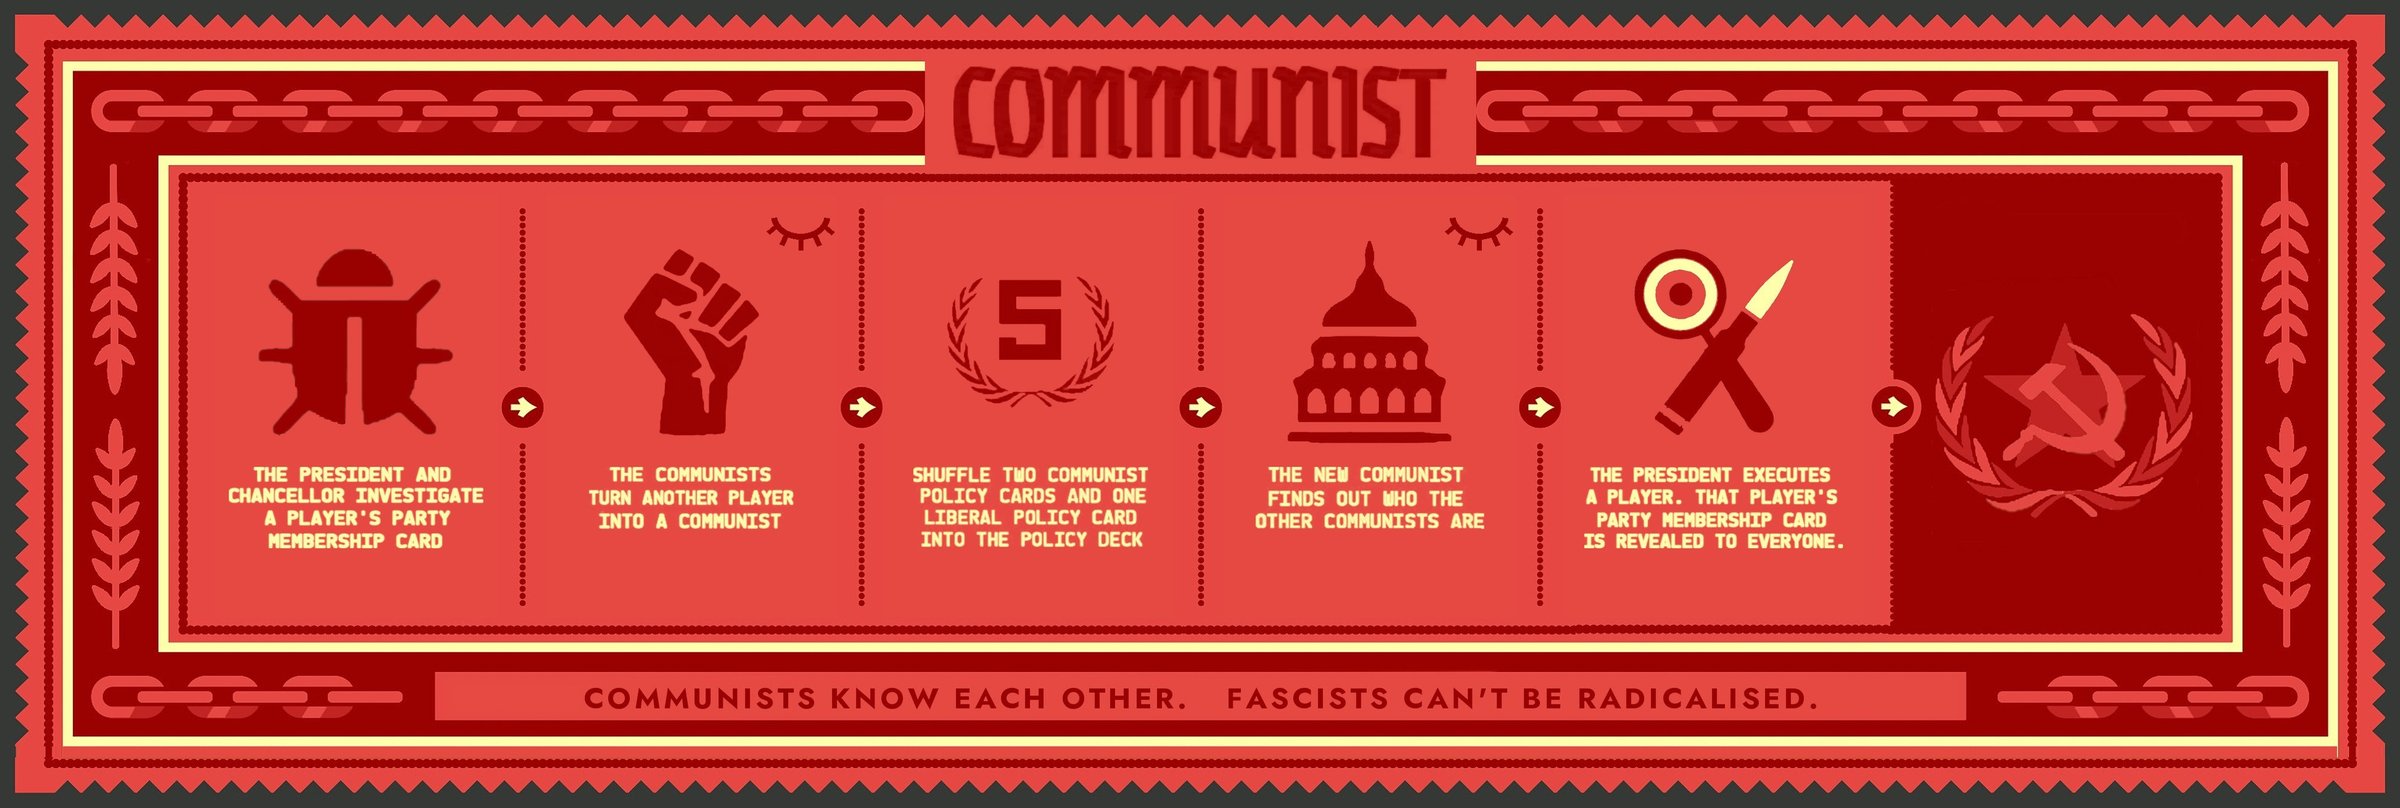 COMMUNIST
THE PRESIDENT AND
CHANCELLOR INVESTIGATE
A PLAYER'S PARTY
MEMBERSHIP CARD
THE COMMUNISTS
TURN ANOTHER PLAYER
INTO A COMMUNIST
5
SHUFFLE TWO COMMUNIST
POLICY CARDS AND ONE
LIBERAL POLICY CARD
INTO THE POLICY DECK
THE NEW COMMUNIST
FINDS OUT WHO THE
OTHER COMMUNISTS ARE
THE PRESIDENT EXECUTES
A PLAYER. THAT PLAYER'S
PARTY MEMBERSHIP CARD
IS REVEALED TO EVERYONE.
COMMUNISTS KNOW EACH OTHER. FASCISTS CAN'T BE RADICALISED.